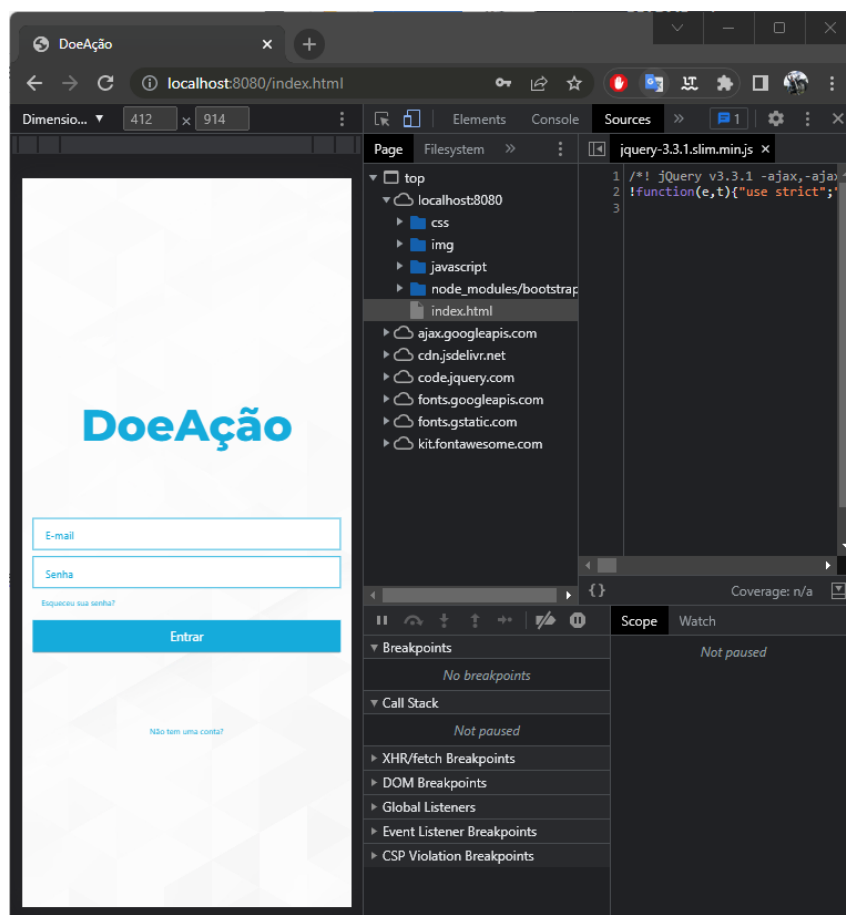 DoeAção
localhost:8080/index.html
Dimensio... 412 × 914
Elements Console Sources » 1
Page Filesystem »
jquery-3.3.1.slim.min.js ×
top
localhost:8080
css
img
javascript
node_modules/bootstrap
index.html
ajax.googleapis.com
cdn.jsdelivr.net
code.jquery.com
fonts.googleapis.com
fonts.gstatic.com
kit.fontawesome.com
1 /*! jQuery v3.3.1 -ajax,-ajax
2 !function(e,t){"use strict";"
3
{} Coverage: n/a
DoeAção
E-mail
Senha
Esqueceu sua senha?
Entrar
Não tem uma conta?
Breakpoints
No breakpoints
Call Stack
Not paused
XHR/fetch Breakpoints
DOM Breakpoints
Global Listeners
Event Listener Breakpoints
CSP Violation Breakpoints
Scope Watch
Not paused